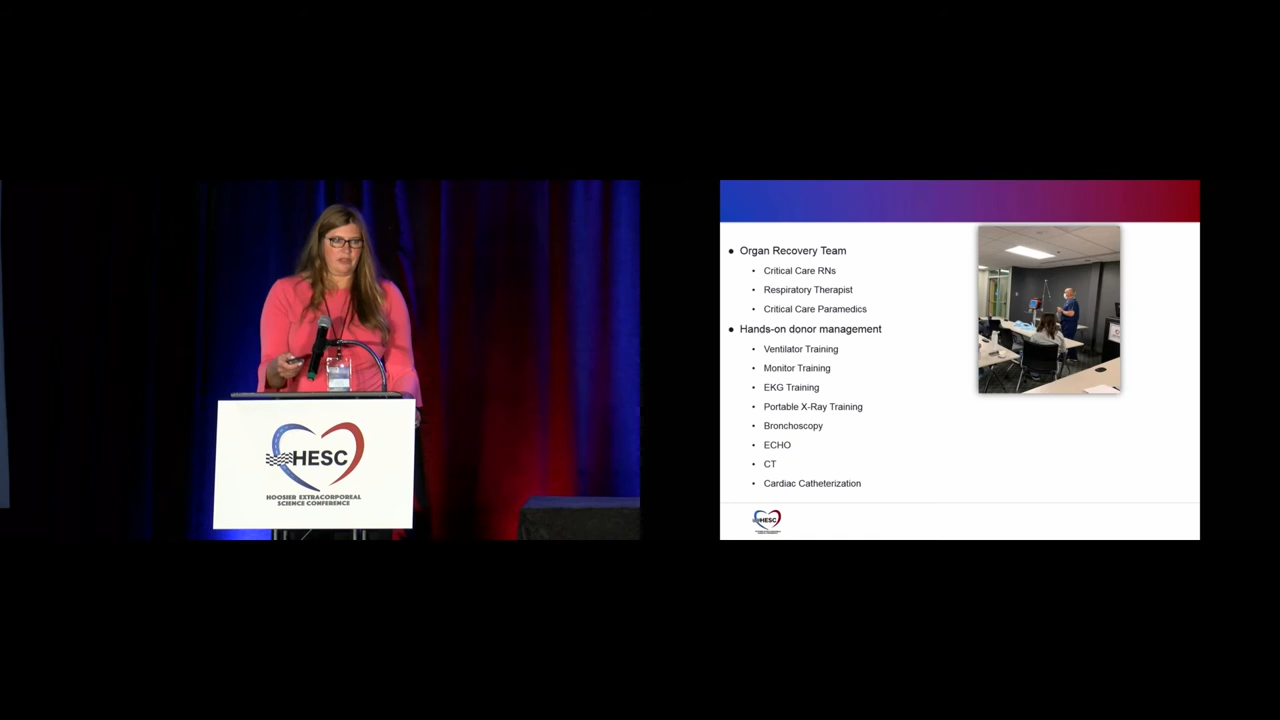 HESC
HOOSIER EXTRACORPOREAL
SCIENCE CONFERENCE
● Organ Recovery Team
• Critical Care RNs
• Respiratory Therapist
• Critical Care Paramedics
● Hands-on donor management
• Ventilator Training
• Monitor Training
• EKG Training
• Portable X-Ray Training
• Bronchoscopy
• ECHO
• CT
• Cardiac Catheterization
HESC